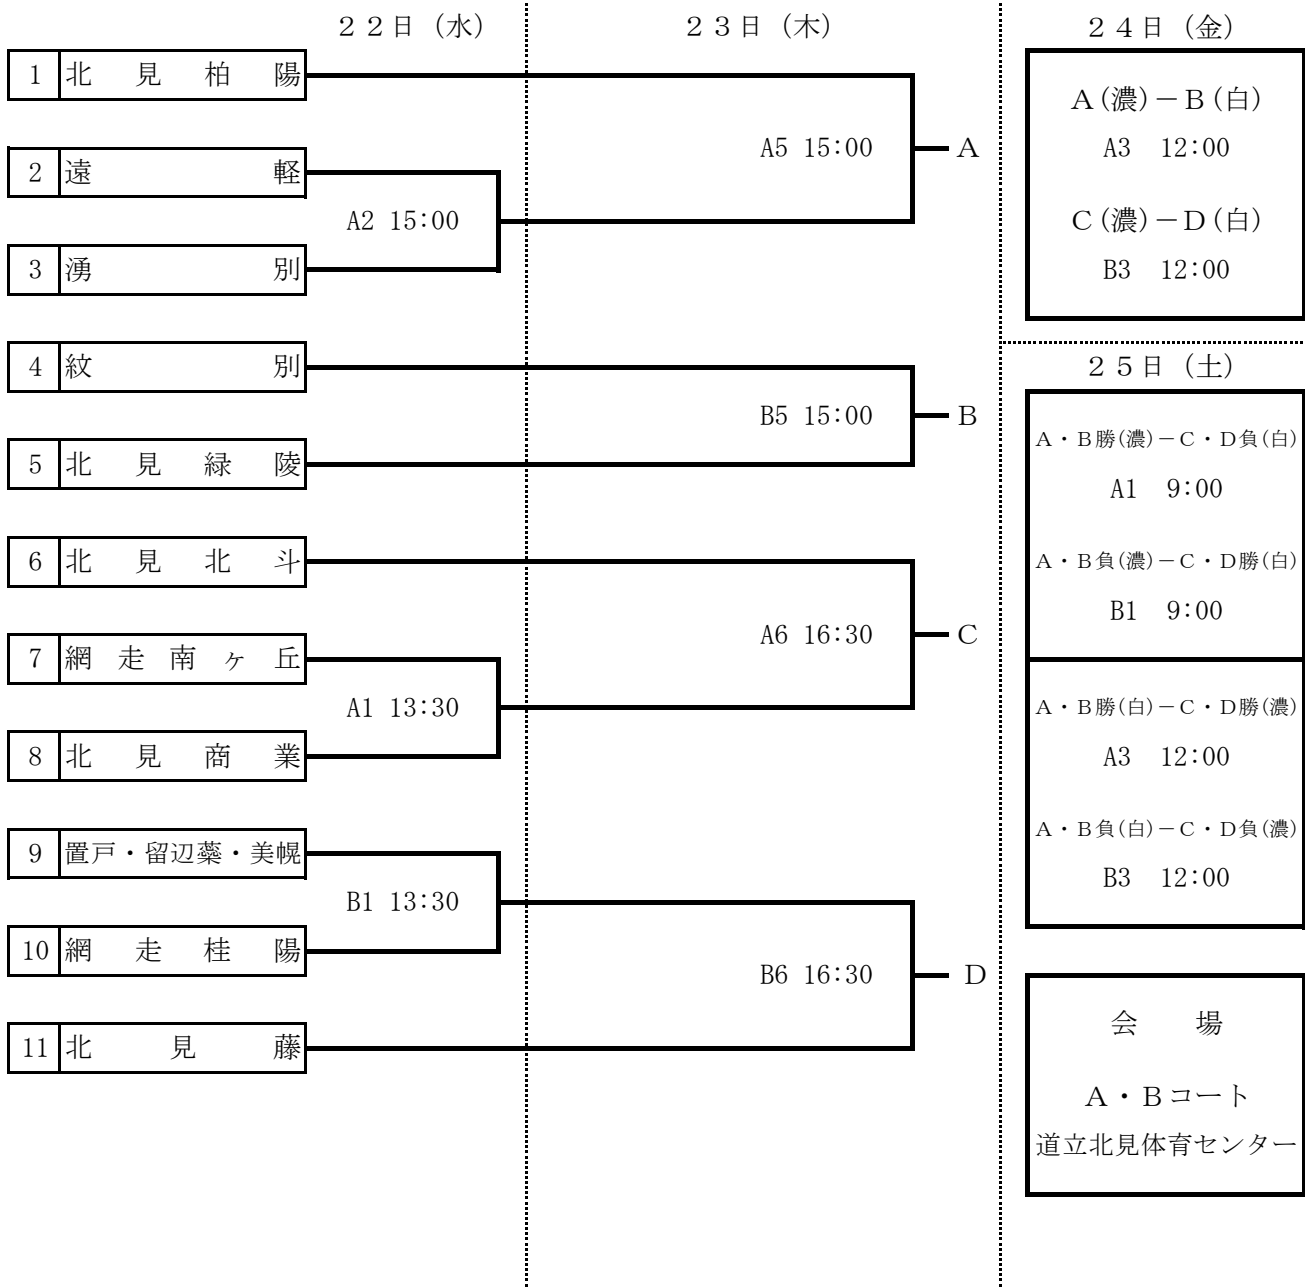 ２２日（水）
２３日（木）
２４日（金）
1 北見柏陽
2 遠軽
3 湧別
4 紋別
5 北見緑陵
6 北見北斗
7 網走南ヶ丘
8 北見商業
9 置戸・留辺蘂・美幌
10 網走桂陽
11 北見藤
A2 15:00
A1 13:30
B1 13:30
A5 15:00
A
B5 15:00
B
A6 16:30
C
B6 16:30
D
A(濃)－B(白)
A3 12:00
C(濃)－D(白)
B3 12:00
２５日（土）
A・B勝(濃)－C・D負(白)
A1 9:00
A・B負(濃)－C・D勝(白)
B1 9:00
A・B勝(白)－C・D勝(濃)
A3 12:00
A・B負(白)－C・D負(濃)
B3 12:00
会場
A・Bコート
道立北見体育センター